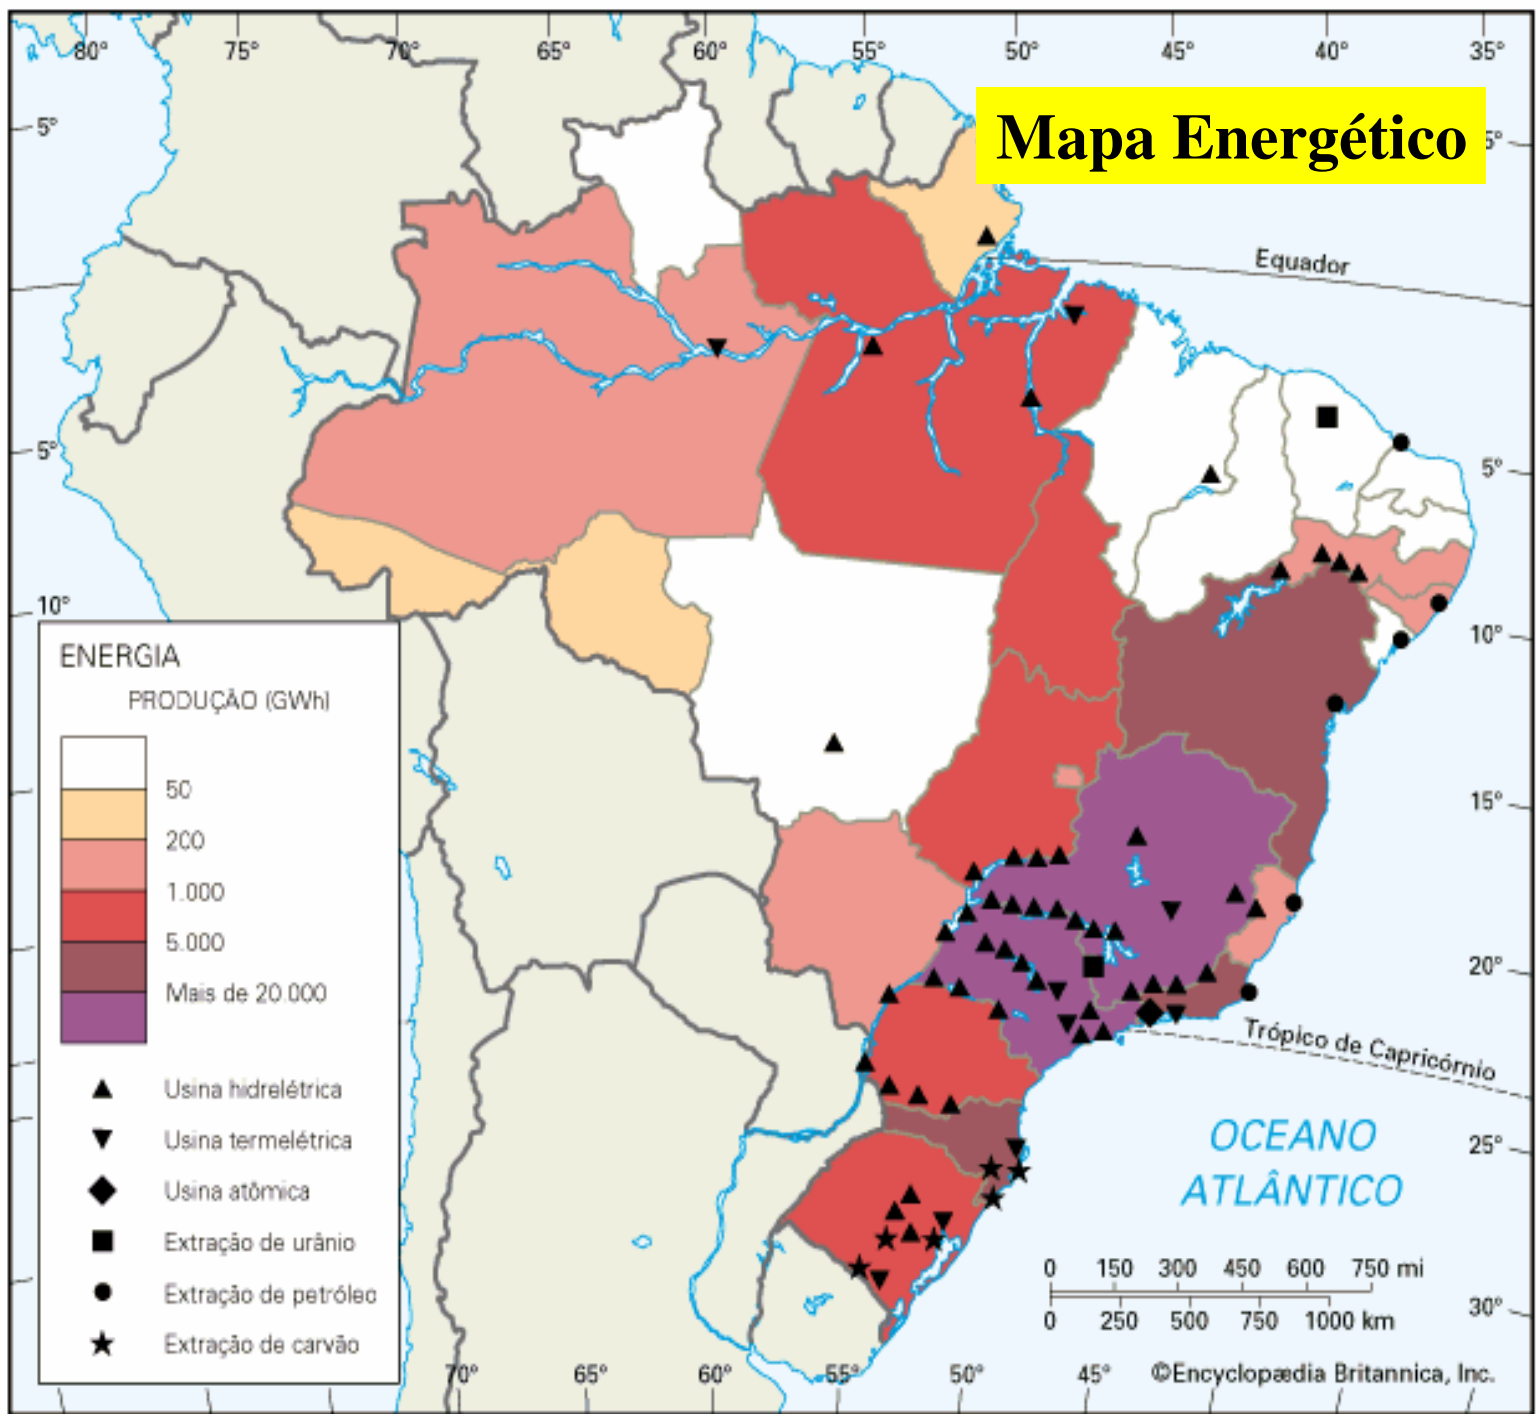 80° 75° 70° 65° 60° 55° 50° 45° 40° 35°
Mapa Energético
5° 5°
Equador
5° 5°
10° 10°
ENERGIA
PRODUÇÃO (GWh)
50
200
1.000
5.000
Mais de 20.000
Usina hidrelétrica
Usina termelétrica
Usina atômica
Extração de urânio
Extração de petróleo
Extração de carvão
15°
20°
Trópico de Capricórnio
OCEANO
ATLÂNTICO
25°
0 150 300 450 600 750 mi
0 250 500 750 1000 km
30°
70° 65° 60° 55° 50° 45°
©Encyclopædia Britannica, Inc.